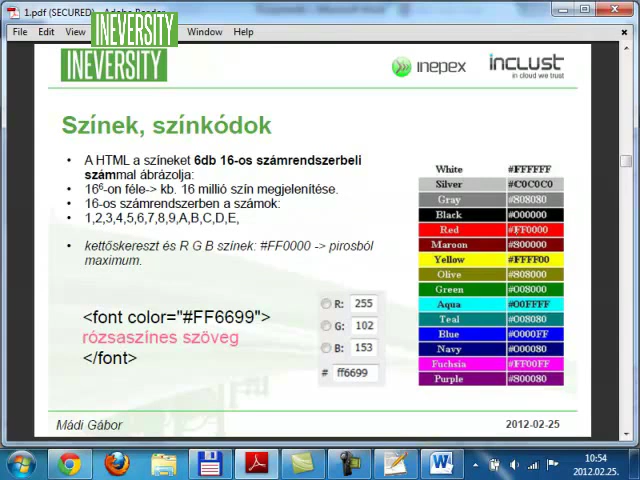 1.pdf (SECURED) - Adobe Reader
File Edit View Window Help
INEVERSITY
INEVERSITY
inepex
inclust
in cloud we trust
Színek, színkódok
• A HTML a színeket 6db 16-os számrendszerbeli
számmal ábrázolja:
• 16⁶-on féle-> kb. 16 millió szín megjelenítése.
• 16-os számrendszerben a számok:
• 1,2,3,4,5,6,7,8,9,A,B,C,D,E,
• kettőskereszt és R G B színek: #FF0000 -> pirosból
maximum.
<font color="#FF6699">
rózsaszínes szöveg
</font>
R: 255
G: 102
B: 153
# ff6699
White #FFFFFF
Silver #C0C0C0
Gray #808080
Black #000000
Red #FF0000
Maroon #800000
Yellow #FFFF00
Olive #808000
Green #008000
Aqua #00FFFF
Teal #008080
Blue #0000FF
Navy #000080
Fuchsia #FF00FF
Purple #800080
Mádi Gábor
2012-02-25
10:54
2012.02.25.